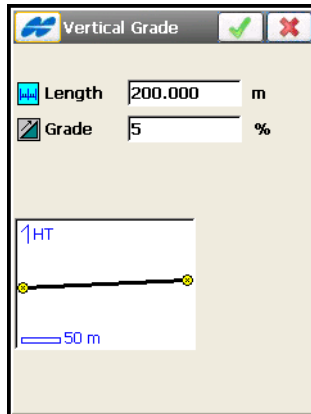 Vertical Grade
Length 200.000 m
Grade 5 %
HT
50 m